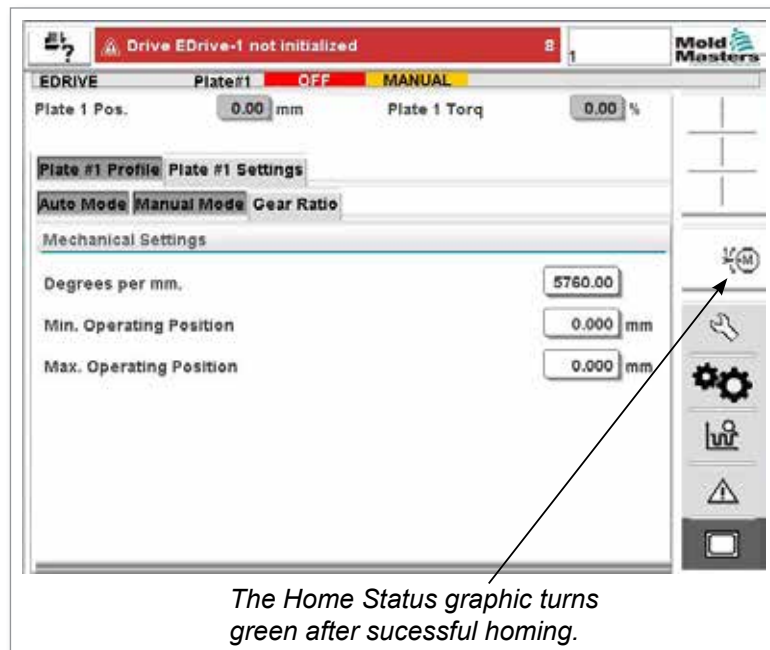 ?
Drive EDrive-1 not initialized 8 1
Mold
Masters
EDRIVE Plate#1 OFF MANUAL
Plate 1 Pos. 0.00 mm Plate 1 Torq 0.00 %
Plate #1 Profile Plate #1 Settings
Auto Mode Manual Mode Gear Ratio
Mechanical Settings
M
Degrees per mm. 5760.00
Min. Operating Position 0.000 mm
Max. Operating Position 0.000 mm
The Home Status graphic turns
green after sucessful homing.